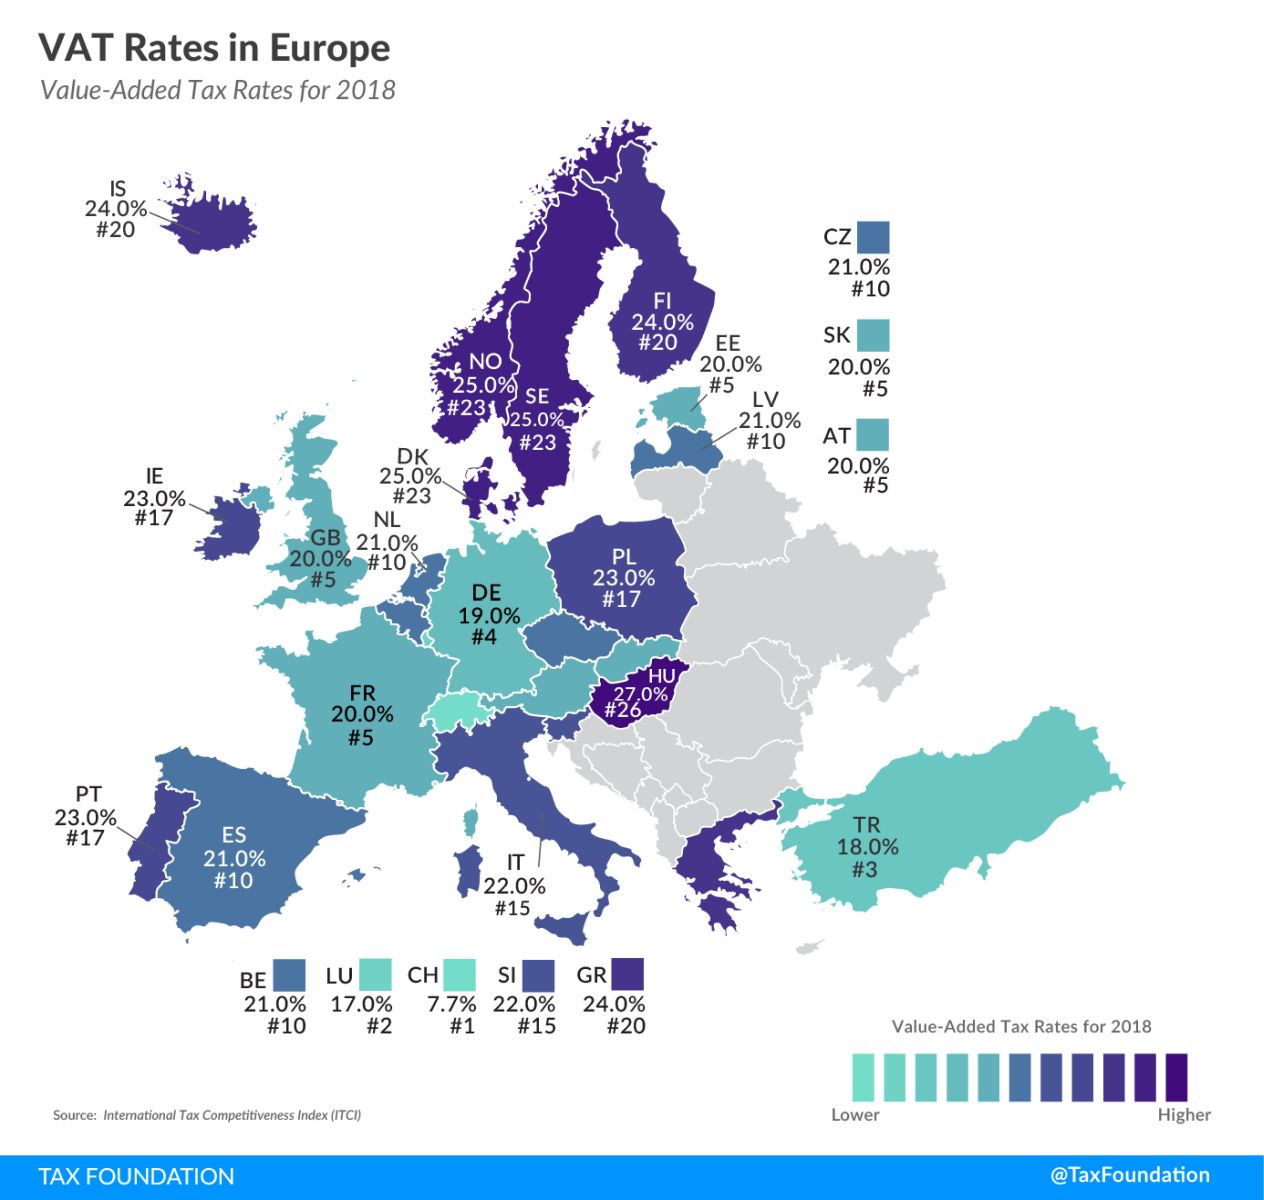 VAT Rates in Europe
Value-Added Tax Rates for 2018
IS
24.0%
#20
CZ
21.0%
#10
FI
24.0%
#20
SK
20.0%
#5
EE
20.0%
#5
NO
25.0%
#23
SE
25.0%
#23
LV
21.0%
#10
AT
20.0%
#5
DK
25.0%
#23
IE
23.0%
#17
NL
21.0%
#10
GB
20.0%
#5
PL
23.0%
#17
DE
19.0%
#4
HU
27.0%
#26
FR
20.0%
#5
PT
23.0%
#17
ES
21.0%
#10
TR
18.0%
#3
IT
22.0%
#15
BE
21.0%
#10
LU
17.0%
#2
CH
7.7%
#1
SI
22.0%
#15
GR
24.0%
#20
Value-Added Tax Rates for 2018
Lower
Higher
Source: International Tax Competitiveness Index (ITCI)
TAX FOUNDATION
@TaxFoundation